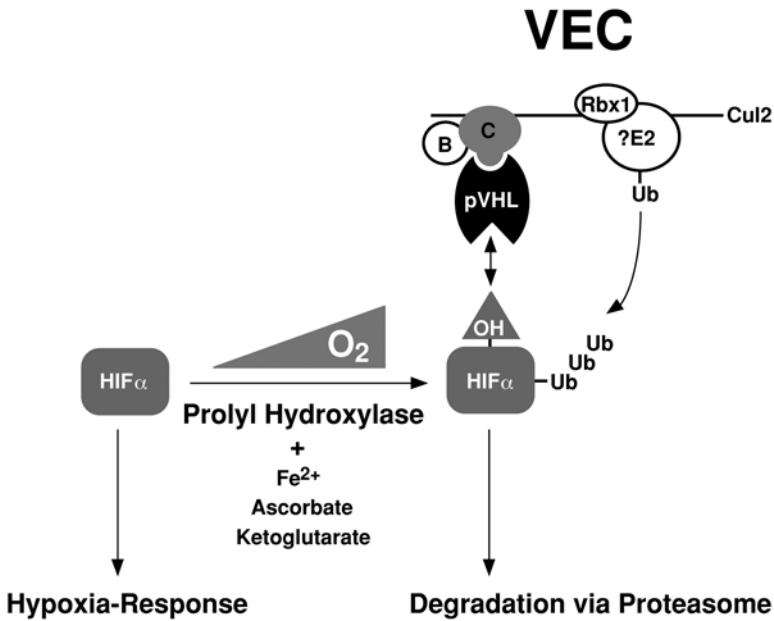 VEC
Rbx1
Cul2
B
C
?E2
pVHL
Ub
OH
O2
Ub
Ub
Ub
HIFα
HIFα
Prolyl Hydroxylase
+
Fe2+
Ascorbate
Ketoglutarate
Hypoxia-Response
Degradation via Proteasome